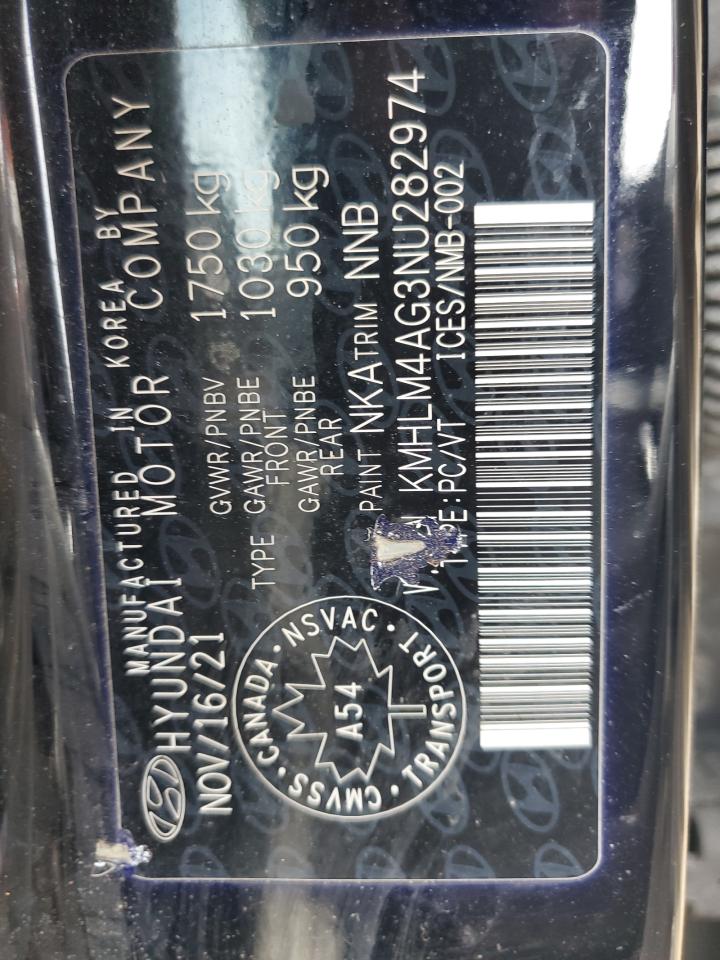 MANUFACTURED IN KOREA BY
HYUNDAI MOTOR COMPANY
NOV/16/21
GVWR/PNBV 1750 kg
TYPE GAWR/PNBE FRONT 1030 kg
GAWR/PNBE REAR 950 kg
PAINT NKA TRIM NNB
KMHLM4AG3NU282974
TYPE:PC/VT ICES/NMB-002
CANADA · NSVAC · TRANSPORT · CMVSS ·
A54